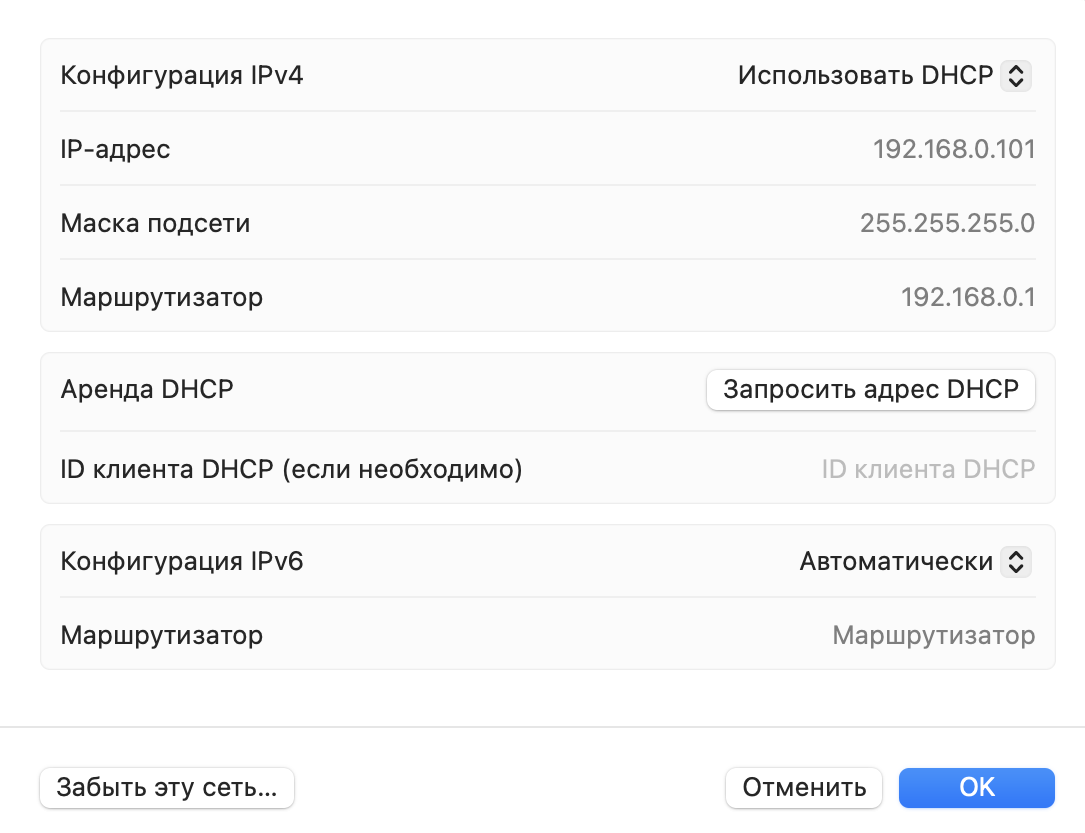 Конфигурация IPv4 Использовать DHCP
IP-адрес 192.168.0.101
Маска подсети 255.255.255.0
Маршрутизатор 192.168.0.1
Аренда DHCP Запросить адрес DHCP
ID клиента DHCP (если необходимо) ID клиента DHCP
Конфигурация IPv6 Автоматически
Маршрутизатор Маршрутизатор
Забыть эту сеть... Отменить OK